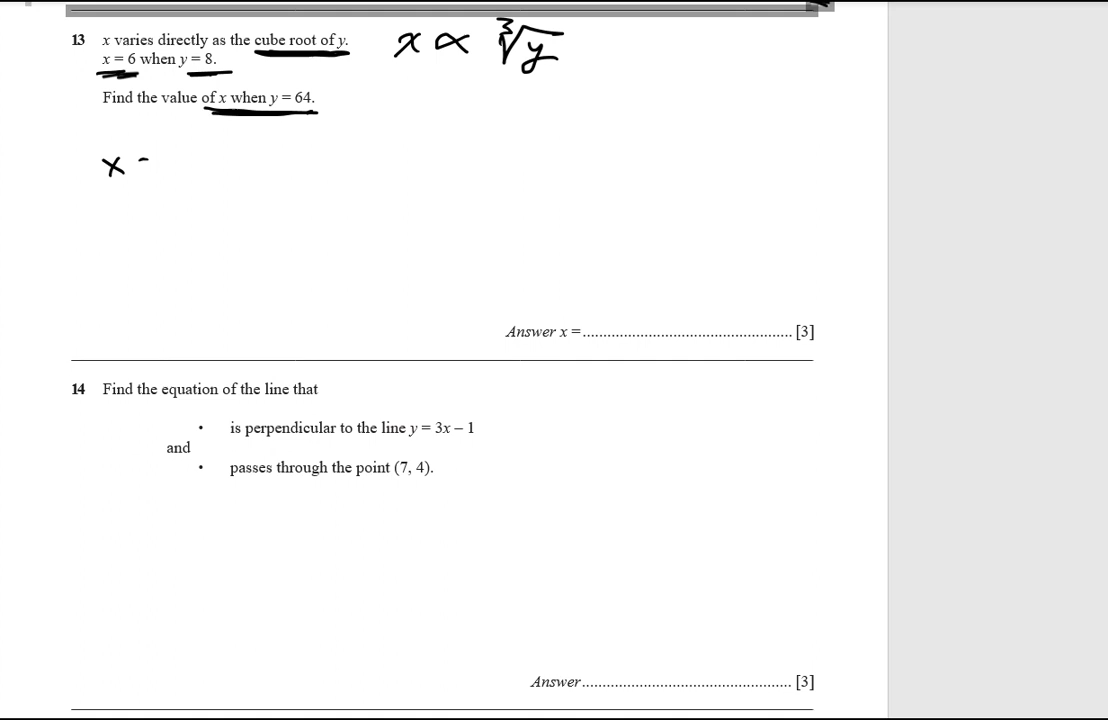 13 x varies directly as the cube root of y. x ∝ ∛y
x = 6 when y = 8.
Find the value of x when y = 64.
x -
Answer x = .................................................. [3]
14 Find the equation of the line that
• is perpendicular to the line y = 3x – 1
and
• passes through the point (7, 4).
Answer .................................................. [3]